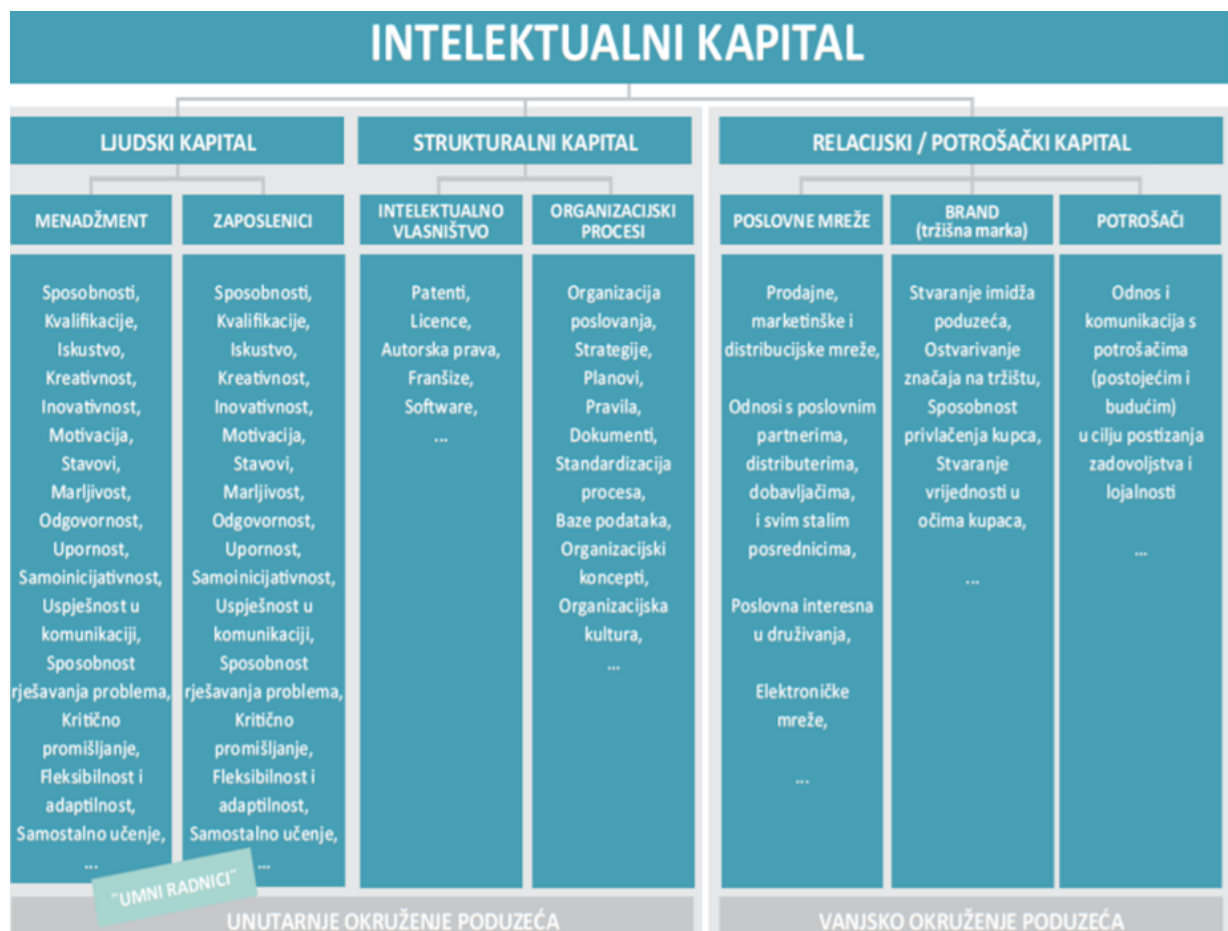 INTELEKTUALNI KAPITAL
LJUDSKI KAPITAL
STRUKTURALNI KAPITAL
RELACIJSKI / POTROŠAČKI KAPITAL
MENADŽMENT
Sposobnosti,
Kvalifikacije,
Iskustvo,
Kreativnost,
Inovativnost,
Motivacija,
Stavovi,
Marljivost,
Odgovornost,
Upornost,
Samoinicijativnost,
Uspješnost u
komunikaciji,
Sposobnost
rješavanja problema,
Kritično
promišljanje,
Fleksibilnost i
adaptilnost,
Samostalno učenje,
...
ZAPOSLENICI
Sposobnosti,
Kvalifikacije,
Iskustvo,
Kreativnost,
Inovativnost,
Motivacija,
Stavovi,
Marljivost,
Odgovornost,
Upornost,
Samoinicijativnost,
Uspješnost u
komunikaciji,
Sposobnost
rješavanja problema,
Kritično
promišljanje,
Fleksibilnost i
adaptilnost,
Samostalno učenje,
...
INTELEKTUALNO
VLASNIŠTVO
Patenti,
Licence,
Autorska prava,
Franšize,
Software,
...
ORGANIZACIJSKI
PROCESI
Organizacija
poslovanja,
Strategije,
Planovi,
Pravila,
Dokumenti,
Standardizacija
procesa,
Baze podataka,
Organizacijski
koncepti,
Organizacijska
kultura,
...
POSLOVNE MREŽE
Prodajne,
marketinške i
distribucijske mreže,
Odnosi s poslovnim
partnerima,
distributerima,
dobavljačima,
i svim stalim
posrednicima,
Poslovna interesna
u druživanja,
Elektroničke
mreže,
...
BRAND
(tržišna marka)
Stvaranje imidža
poduzeća,
Ostvarivanje
značaja na tržištu,
Sposobnost
privlačenja kupca,
Stvaranje
vrijednosti u
očima kupaca,
...
POTROŠAČI
Odnos i
komunikacija s
potrošačima
(postojećim i
budućim)
u cilju postizanja
zadovoljstva i
lojalnosti
...
˝UMNI RADNICI˝
UNUTARNJE OKRUŽENJE PODUZEĆA
VANJSKO OKRUŽENJE PODUZEĆA